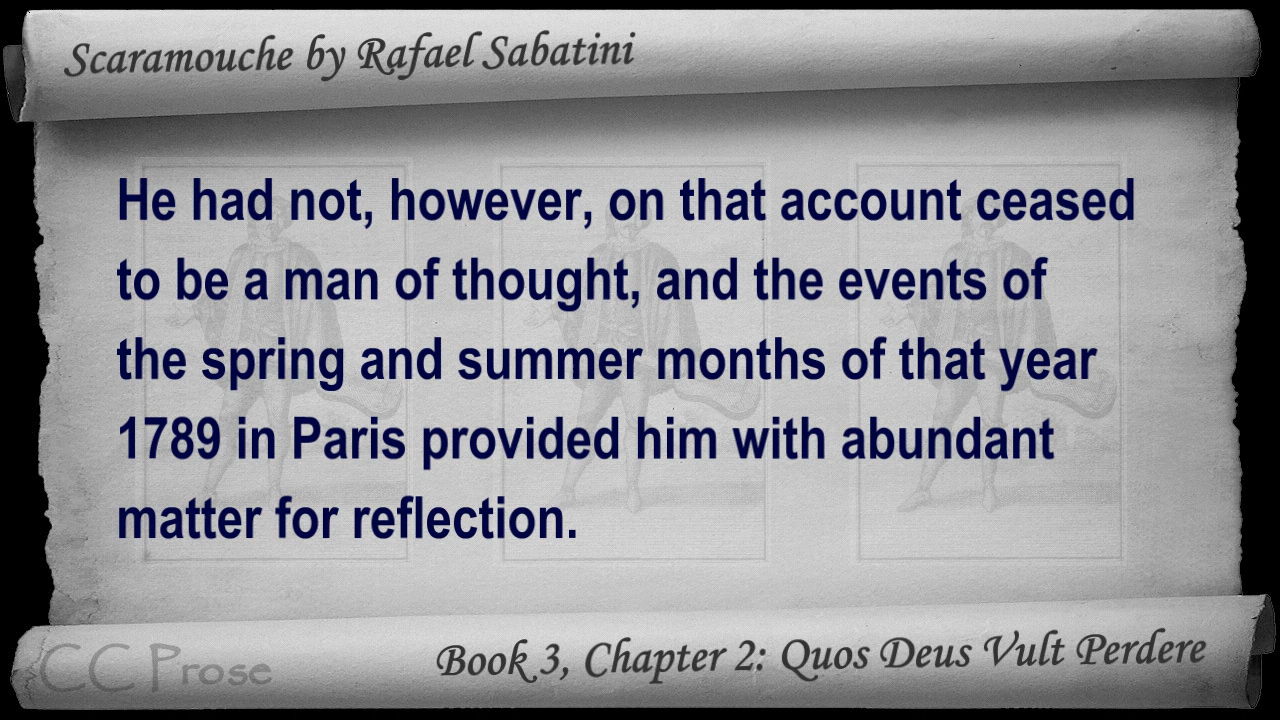 Scaramouche by Rafael Sabatini
He had not, however, on that account ceased
to be a man of thought, and the events of
the spring and summer months of that year
1789 in Paris provided him with abundant
matter for reflection.
CC Prose
Book 3, Chapter 2: Quos Deus Vult Perdere